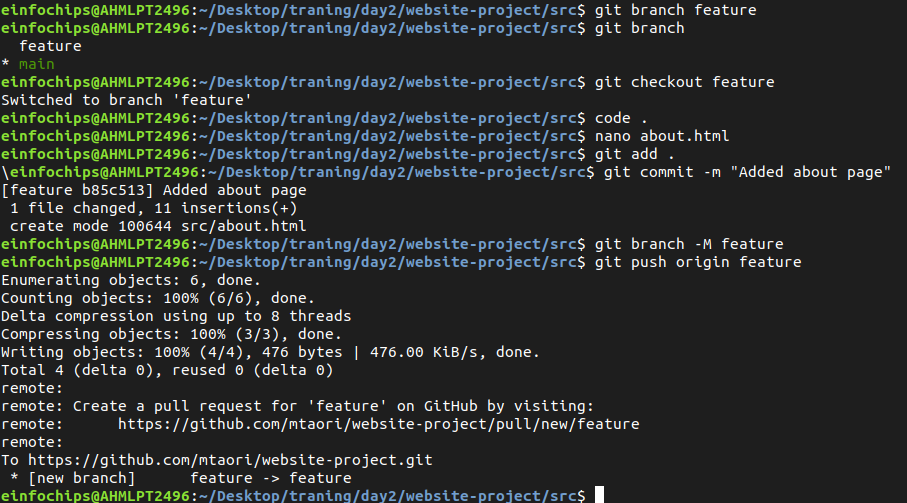 einfochips@AHMLPT2496:~/Desktop/traning/day2/website-project/src$ git branch feature
einfochips@AHMLPT2496:~/Desktop/traning/day2/website-project/src$ git branch
  feature
* main
einfochips@AHMLPT2496:~/Desktop/traning/day2/website-project/src$ git checkout feature
Switched to branch 'feature'
einfochips@AHMLPT2496:~/Desktop/traning/day2/website-project/src$ code .
einfochips@AHMLPT2496:~/Desktop/traning/day2/website-project/src$ nano about.html
einfochips@AHMLPT2496:~/Desktop/traning/day2/website-project/src$ git add .
\einfochips@AHMLPT2496:~/Desktop/traning/day2/website-project/src$ git commit -m "Added about page"
[feature b85c513] Added about page
 1 file changed, 11 insertions(+)
 create mode 100644 src/about.html
einfochips@AHMLPT2496:~/Desktop/traning/day2/website-project/src$ git branch -M feature
einfochips@AHMLPT2496:~/Desktop/traning/day2/website-project/src$ git push origin feature
Enumerating objects: 6, done.
Counting objects: 100% (6/6), done.
Delta compression using up to 8 threads
Compressing objects: 100% (3/3), done.
Writing objects: 100% (4/4), 476 bytes | 476.00 KiB/s, done.
Total 4 (delta 0), reused 0 (delta 0)
remote:
remote: Create a pull request for 'feature' on GitHub by visiting:
remote:      https://github.com/mtaori/website-project/pull/new/feature
remote:
To https://github.com/mtaori/website-project.git
 * [new branch]      feature -> feature
einfochips@AHMLPT2496:~/Desktop/traning/day2/website-project/src$